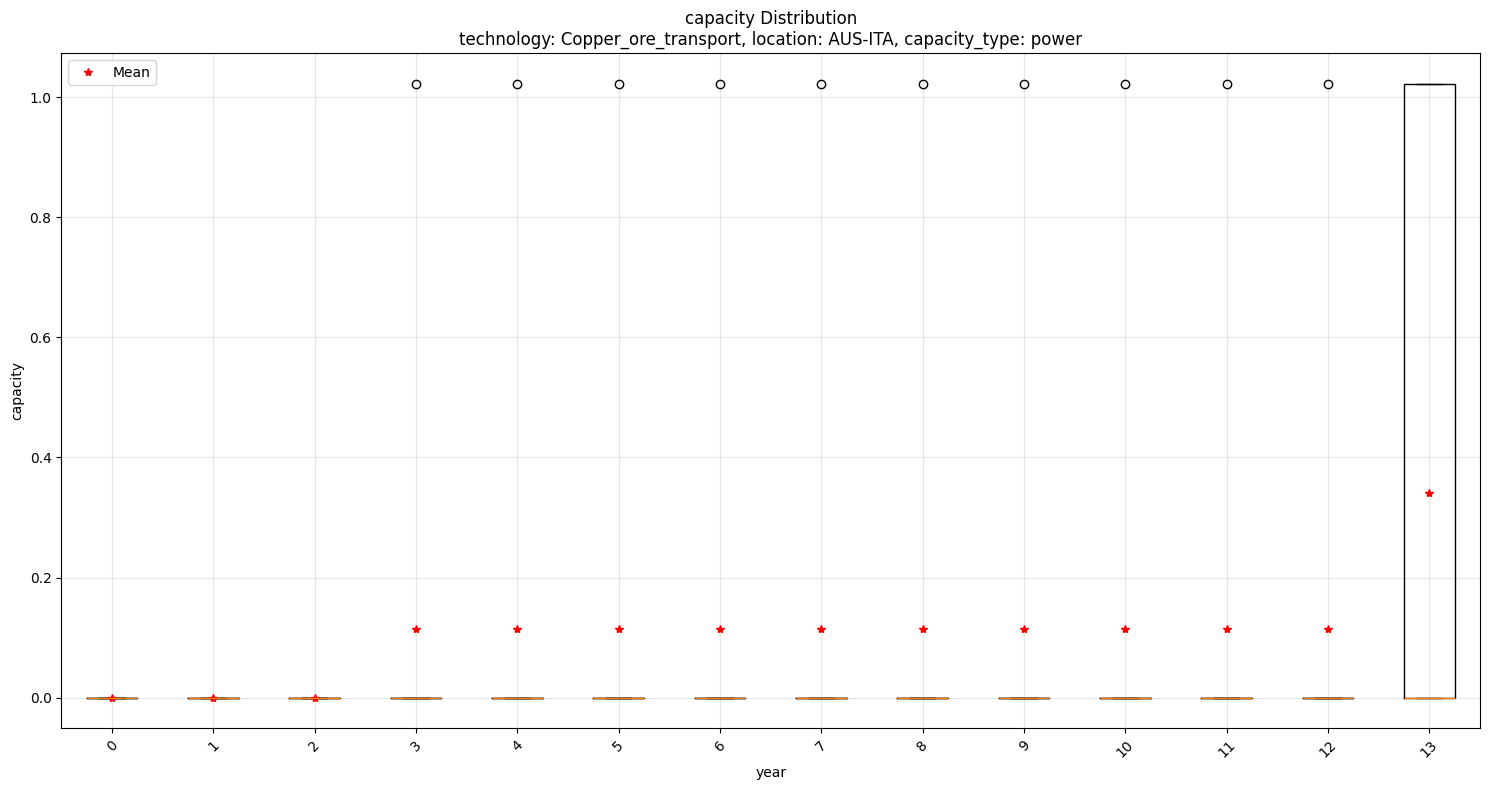 capacity Distribution
technology: Copper_ore_transport, location: AUS-ITA, capacity_type: power
Mean
1.0
0.8
0.6
0.4
0.2
0.0
capacity
0 1 2 3 4 5 6 7 8 9 10 11 12 13
year